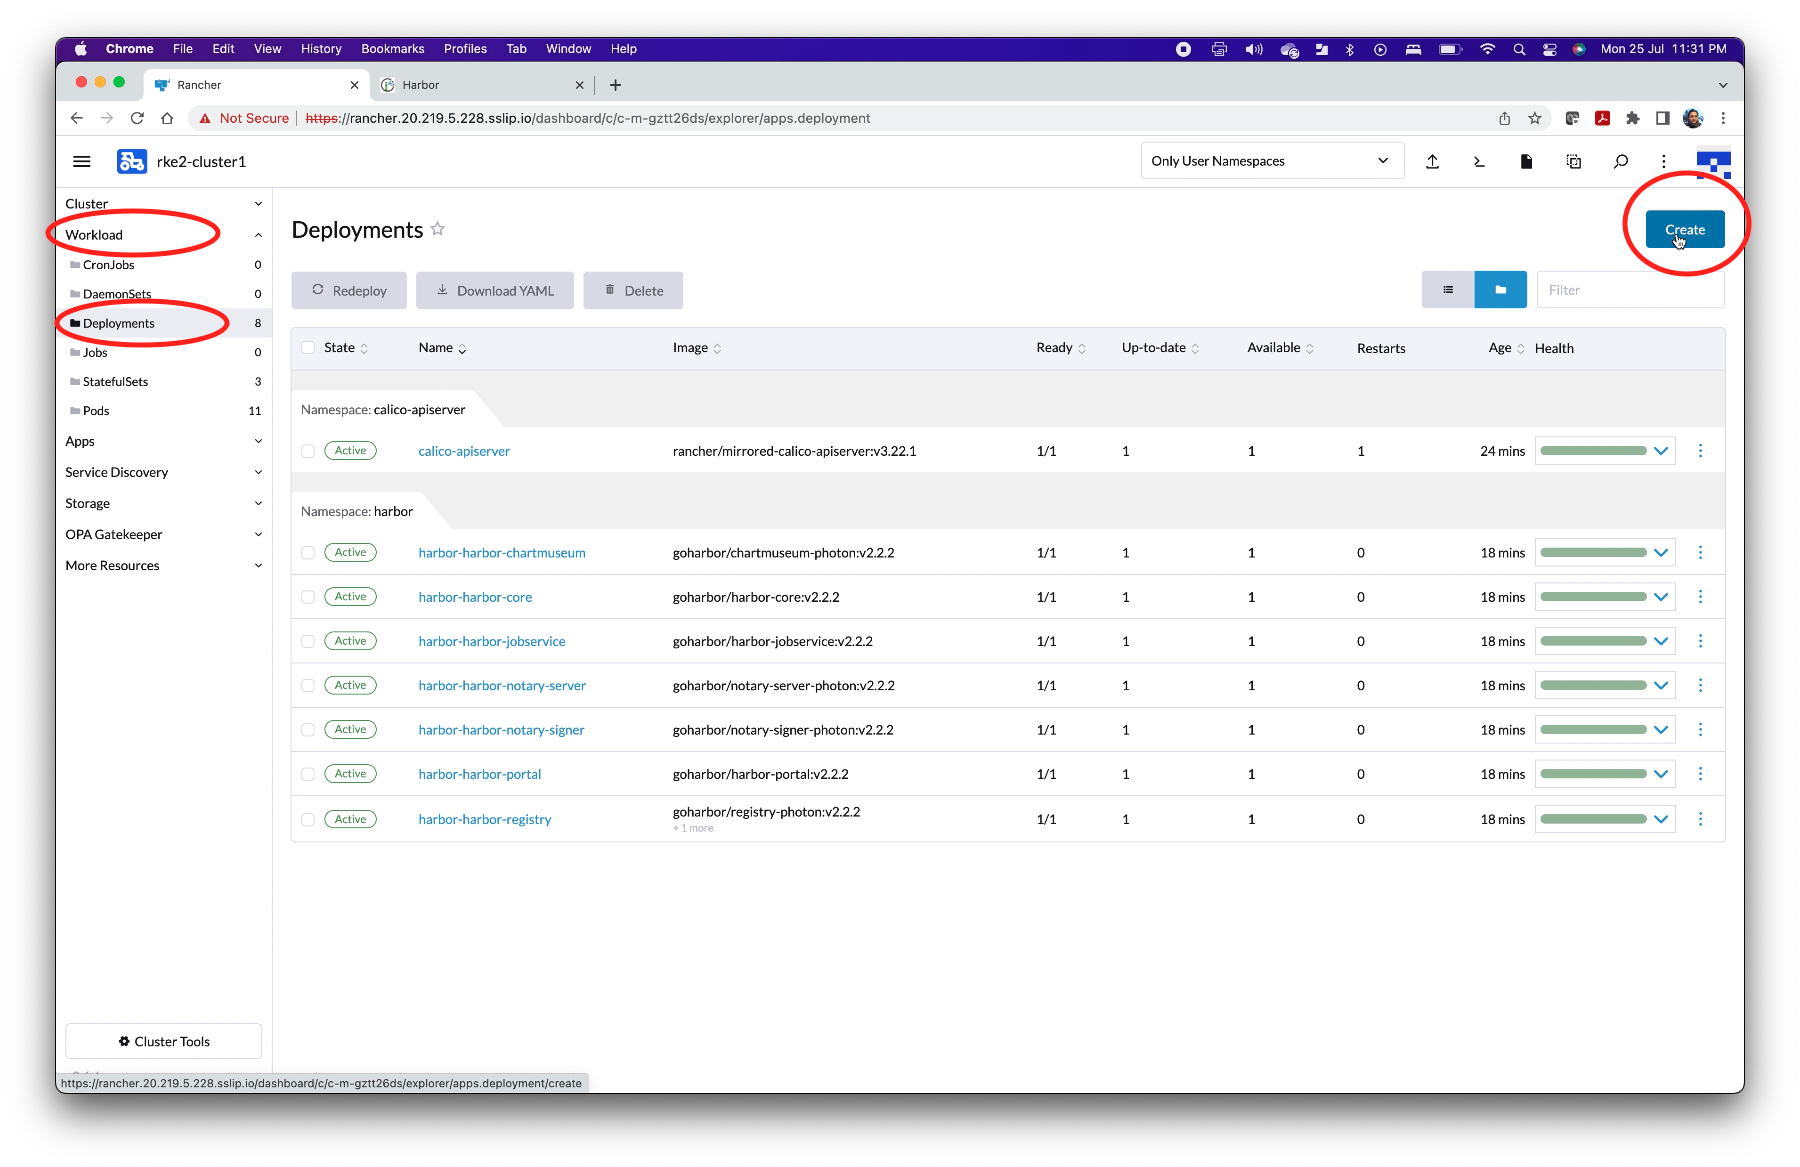 Chrome File Edit View History Bookmarks Profiles Tab Window Help Mon 25 Jul 11:31 PM
Rancher Harbor
Not Secure https://rancher.20.219.5.228.sslip.io/dashboard/c/c-m-gztt26ds/explorer/apps.deployment
rke2-cluster1 Only User Namespaces
Cluster
Workload
CronJobs 0
DaemonSets 0
Deployments 8
Jobs 0
StatefulSets 3
Pods 11
Apps
Service Discovery
Storage
OPA Gatekeeper
More Resources
Cluster Tools
Deployments Create
Redeploy Download YAML Delete Filter
State Name Image Ready Up-to-date Available Restarts Age Health
Namespace: calico-apiserver
Active calico-apiserver rancher/mirrored-calico-apiserver:v3.22.1 1/1 1 1 1 24 mins
Namespace: harbor
Active harbor-harbor-chartmuseum goharbor/chartmuseum-photon:v2.2.2 1/1 1 1 0 18 mins
Active harbor-harbor-core goharbor/harbor-core:v2.2.2 1/1 1 1 0 18 mins
Active harbor-harbor-jobservice goharbor/harbor-jobservice:v2.2.2 1/1 1 1 0 18 mins
Active harbor-harbor-notary-server goharbor/notary-server-photon:v2.2.2 1/1 1 1 0 18 mins
Active harbor-harbor-notary-signer goharbor/notary-signer-photon:v2.2.2 1/1 1 1 0 18 mins
Active harbor-harbor-portal goharbor/harbor-portal:v2.2.2 1/1 1 1 0 18 mins
Active harbor-harbor-registry goharbor/registry-photon:v2.2.2 1/1 1 1 0 18 mins
+ 1 more
https://rancher.20.219.5.228.sslip.io/dashboard/c/c-m-gztt26ds/explorer/apps.deployment/create